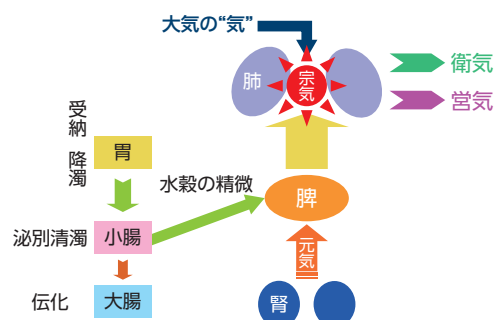 大気の“気”
肺
宗気
衛気
営気
受納
降濁
胃
水穀の精微
脾
泌別清濁
小腸
元気
伝化
大腸
腎